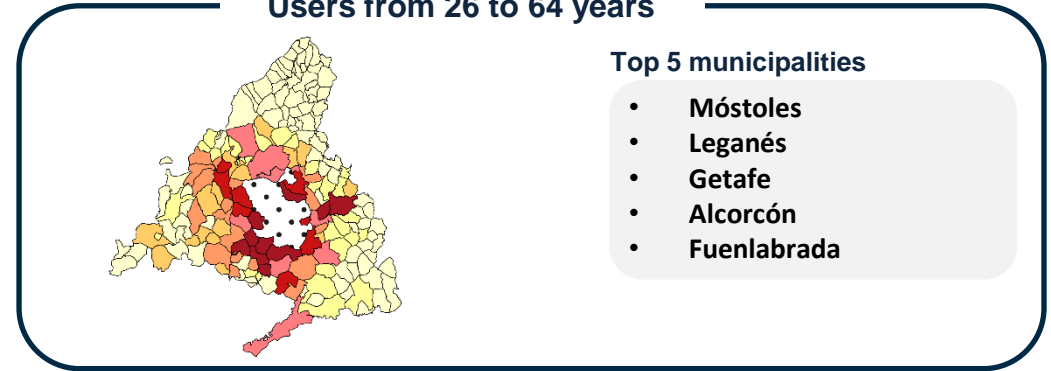 Users from 26 to 64 years
Top 5 municipalities
• Móstoles
• Leganés
• Getafe
• Alcorcón
• Fuenlabrada